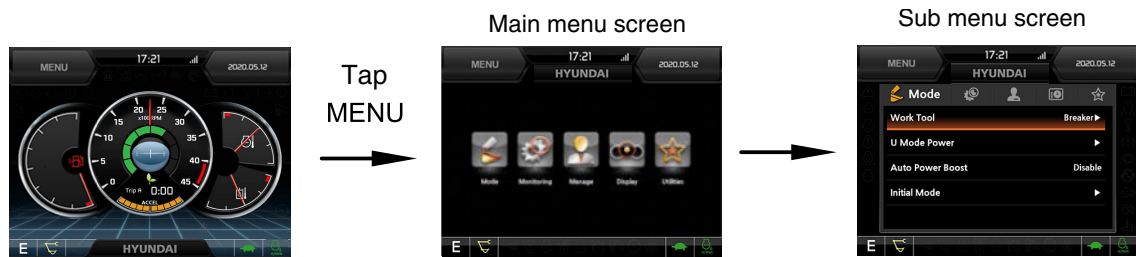 Main menu screen
Sub menu screen
MENU
17:21
2020.05.12
20 25
x100 RPM
15 30
10 35
5 40
0 45
Trip A 0:00
ACCEL
E
HYUNDAI
Tap
MENU
MENU
17:21
2020.05.12
HYUNDAI
Mode Monitoring Manage Display Utilities
E
MENU
17:21
2020.05.12
HYUNDAI
Mode
Work Tool Breaker▶
U Mode Power ▶
Auto Power Boost Disable
Initial Mode ▶
E